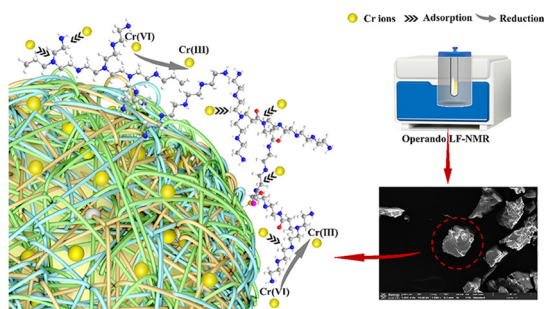 Cr ions
Adsorption
Reduction
Cr(VI)
Cr(III)
Operando LF-NMR
Cr(III)
Cr(VI)